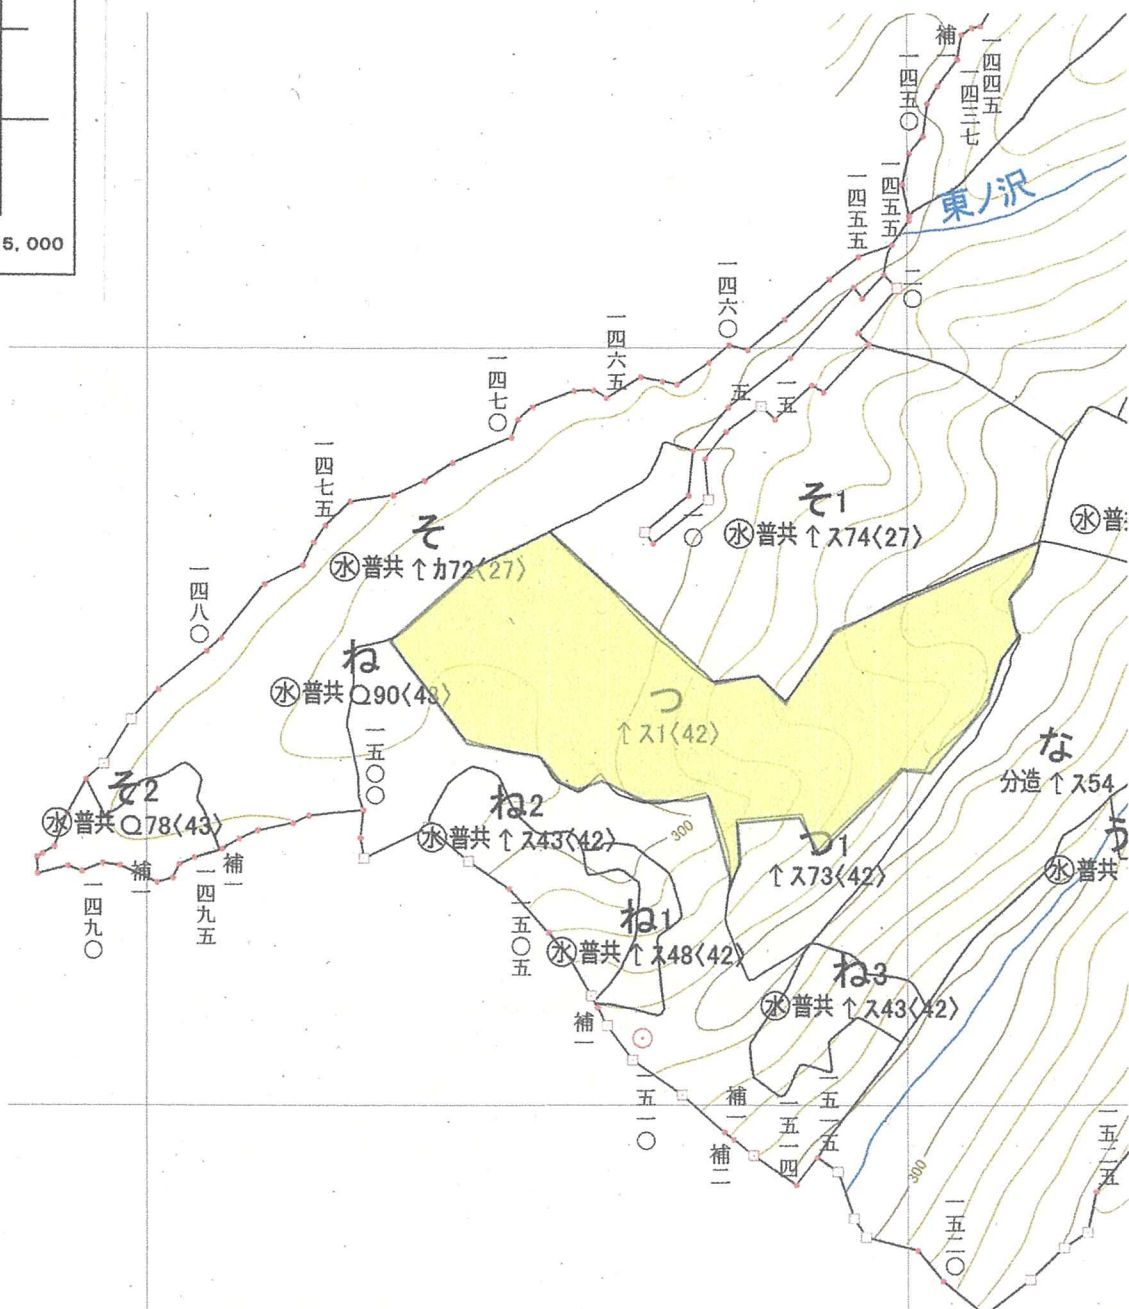 5,000
補一
一四四五
一四三七
一四五〇
一四五五
一四五五
東ノ沢
二〇
一四六〇
一四六五
五
一五
一四七〇
一四七五
一〇
そ1
水 普共 ↑ス74〈27〉
水 普
そ
水 普共 ↑カ72〈27〉
一四八〇
ね
水 普共 Q90〈43〉
つ
↑ス1〈42〉
な
分造 ↑ス54
一五〇〇
そ2
水 普共 Q78〈43〉
ね2
水 普共 ↑ス43〈42〉
300
つ1
↑ス73〈42〉
う
水 普共
一四九〇
補一
一四九五
補一
一五〇五
ね1
水 普共 ↑ス48〈42〉
ね3
水 普共 ↑ス43〈42〉
補一
一五一〇
補一
補二
一五一四
一五一五
300
一五二〇
一五二五